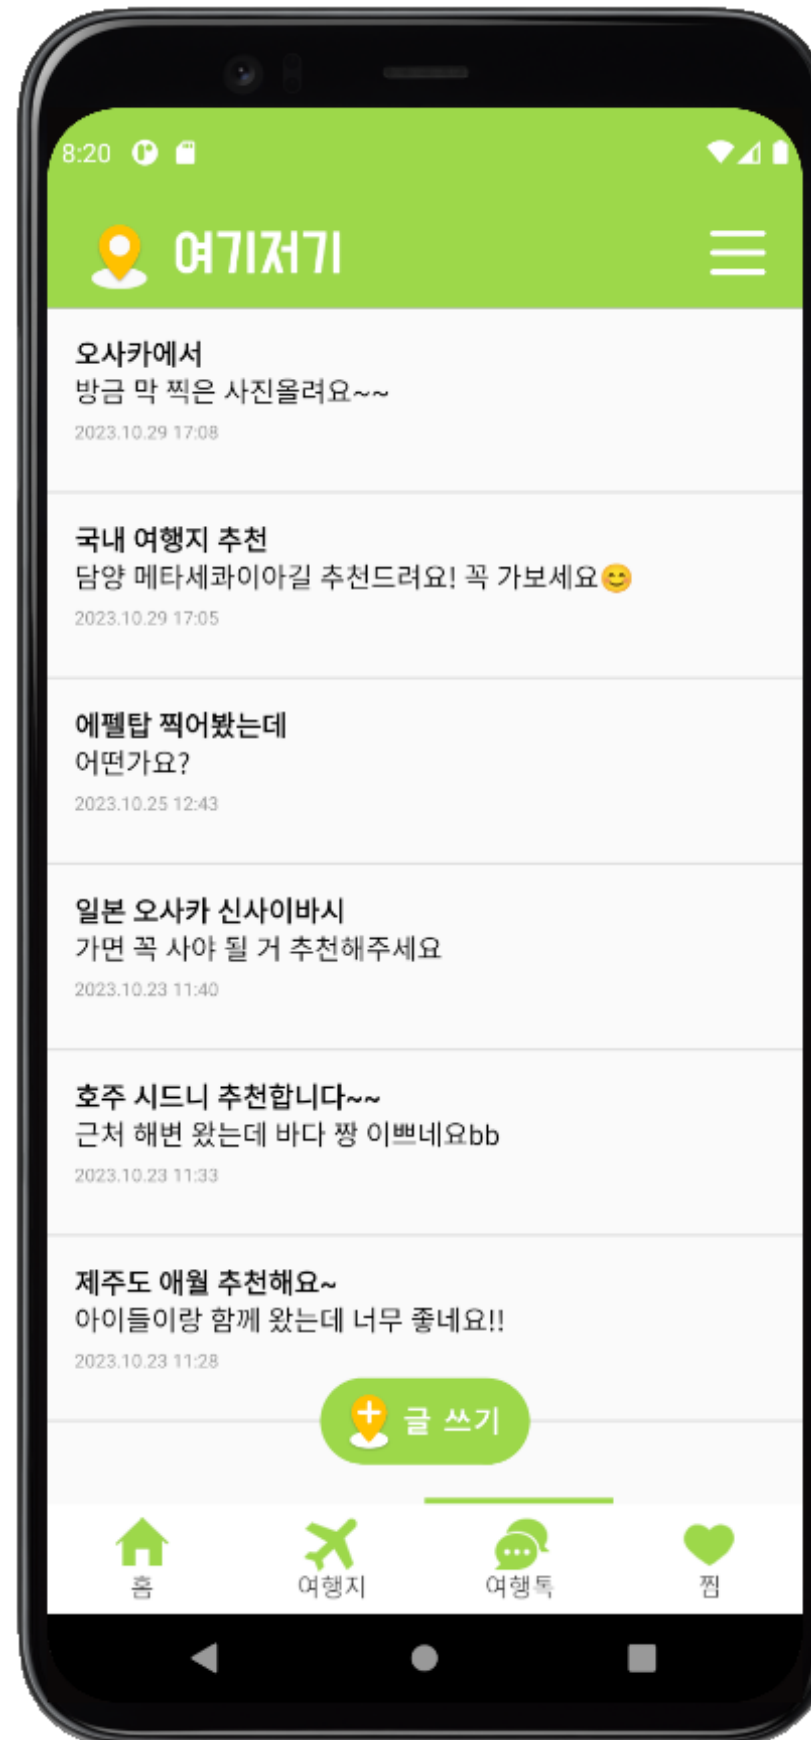 8:20
여기저기
오사카에서
방금 막 찍은 사진올려요~~
2023.10.29 17:08
국내 여행지 추천
담양 메타세콰이아길 추천드려요! 꼭 가보세요😊
2023.10.29 17:05
에펠탑 찍어봤는데
어떤가요?
2023.10.25 12:43
일본 오사카 신사이바시
가면 꼭 사야 될 거 추천해주세요
2023.10.23 11:40
호주 시드니 추천합니다~~
근처 해변 왔는데 바다 짱 이쁘네요bb
2023.10.23 11:33
제주도 애월 추천해요~
아이들이랑 함께 왔는데 너무 좋네요!!
2023.10.23 11:28
글 쓰기
홈 여행지 여행톡 찜